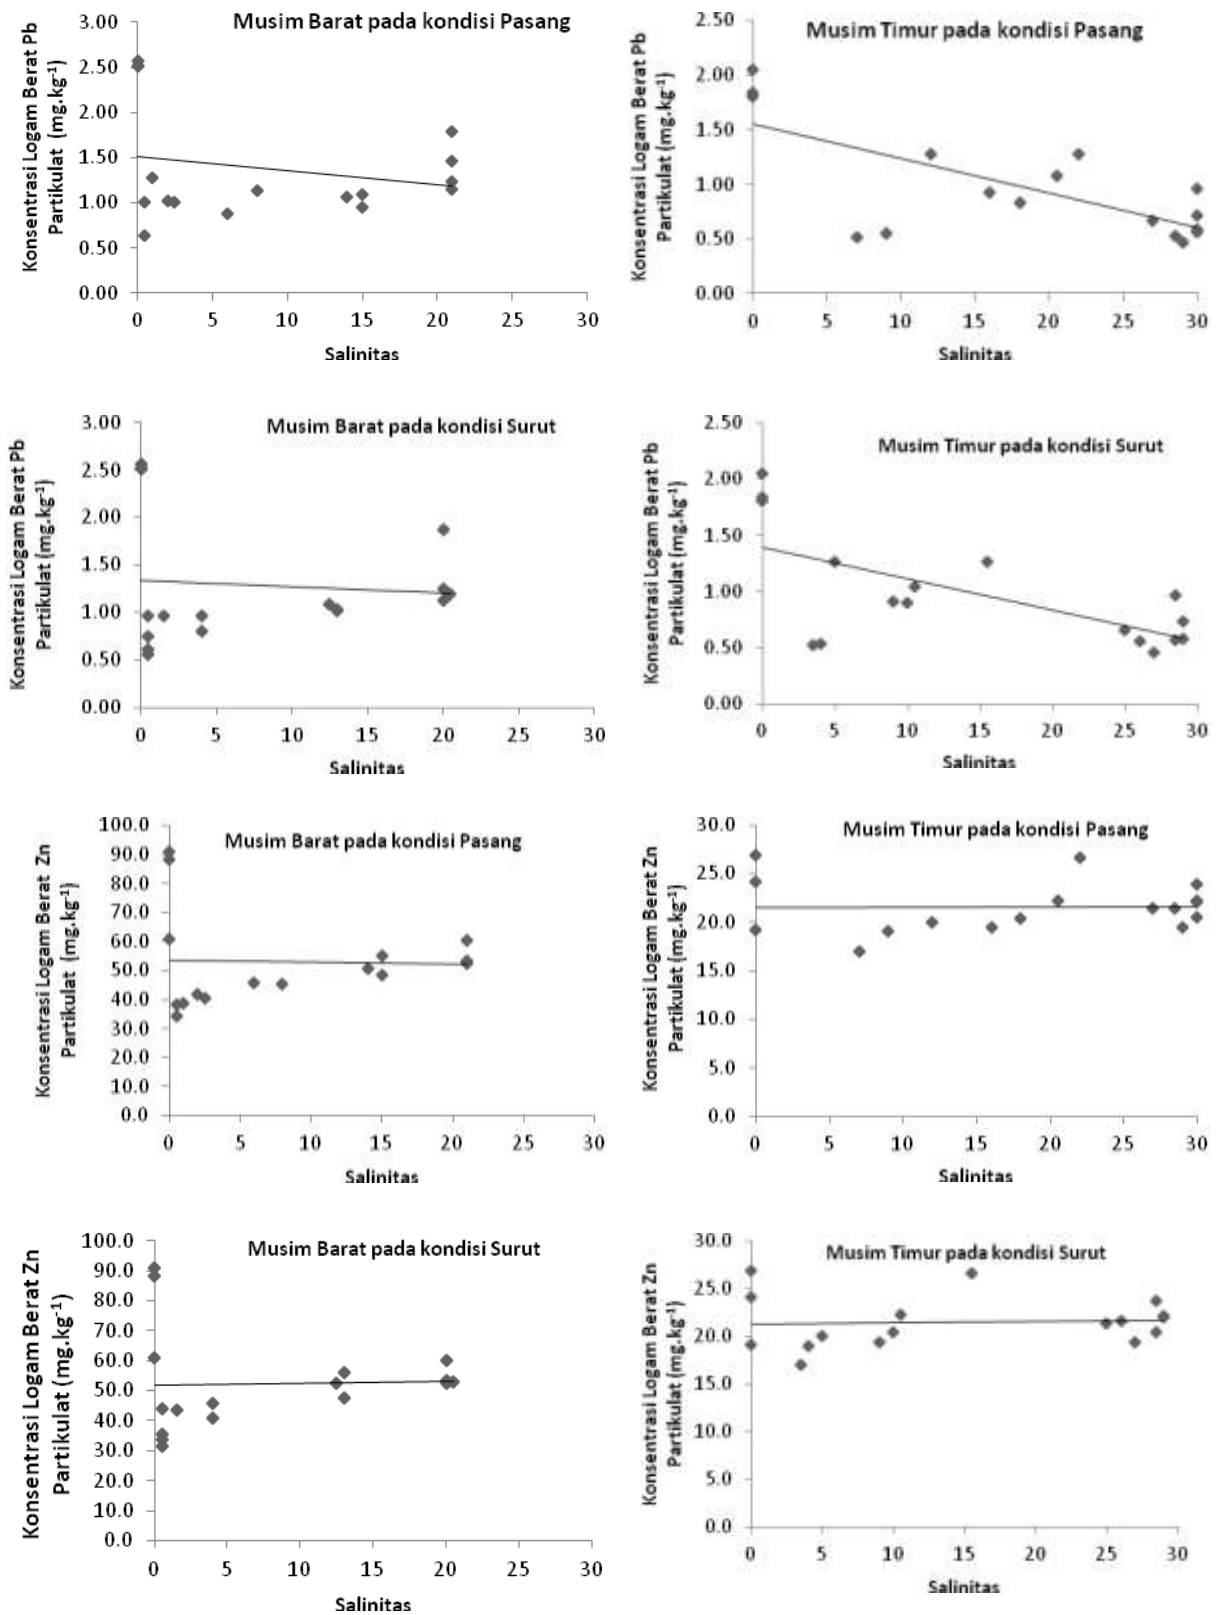 Musim Barat pada kondisi Pasang
Konsentrasi Logam Berat Pb
Partikulat (mg.kg⁻¹)
3.00
2.50
2.00
1.50
1.00
0.50
0.00
0 5 10 15 20 25 30
Salinitas
Musim Timur pada kondisi Pasang
Konsentrasi Logam Berat Pb
Partikulat (mg.kg⁻¹)
2.50
2.00
1.50
1.00
0.50
0.00
0 5 10 15 20 25 30
Salinitas
Musim Barat pada kondisi Surut
Konsentrasi Logam Berat Pb
Partikulat (mg.kg⁻¹)
3.00
2.50
2.00
1.50
1.00
0.50
0.00
0 5 10 15 20 25 30
Salinitas
Musim Timur pada kondisi Surut
Konsentrasi Logam Berat Pb
Partikulat (mg.kg⁻¹)
2.50
2.00
1.50
1.00
0.50
0.00
0 5 10 15 20 25 30
Salinitas
Musim Barat pada kondisi Pasang
Konsentrasi Logam Berat Zn
Partikulat (mg.kg⁻¹)
100.0
90.0
80.0
70.0
60.0
50.0
40.0
30.0
20.0
10.0
0.0
0 5 10 15 20 25 30
Salinitas
Musim Timur pada kondisi Pasang
Konsentrasi Logam Berat Zn
Partikulat (mg.kg⁻¹)
30.0
25.0
20.0
15.0
10.0
5.0
0.0
0 5 10 15 20 25 30
Salinitas
Musim Barat pada kondisi Surut
Konsentrasi Logam Berat Zn
Partikulat (mg.kg⁻¹)
100.0
90.0
80.0
70.0
60.0
50.0
40.0
30.0
20.0
10.0
0.0
0 5 10 15 20 25 30
Salinitas
Musim Timur pada kondisi Surut
Konsentrasi Logam Berat Zn
Partikulat (mg.kg⁻¹)
30.0
25.0
20.0
15.0
10.0
5.0
0.0
0 5 10 15 20 25 30
Salinitas